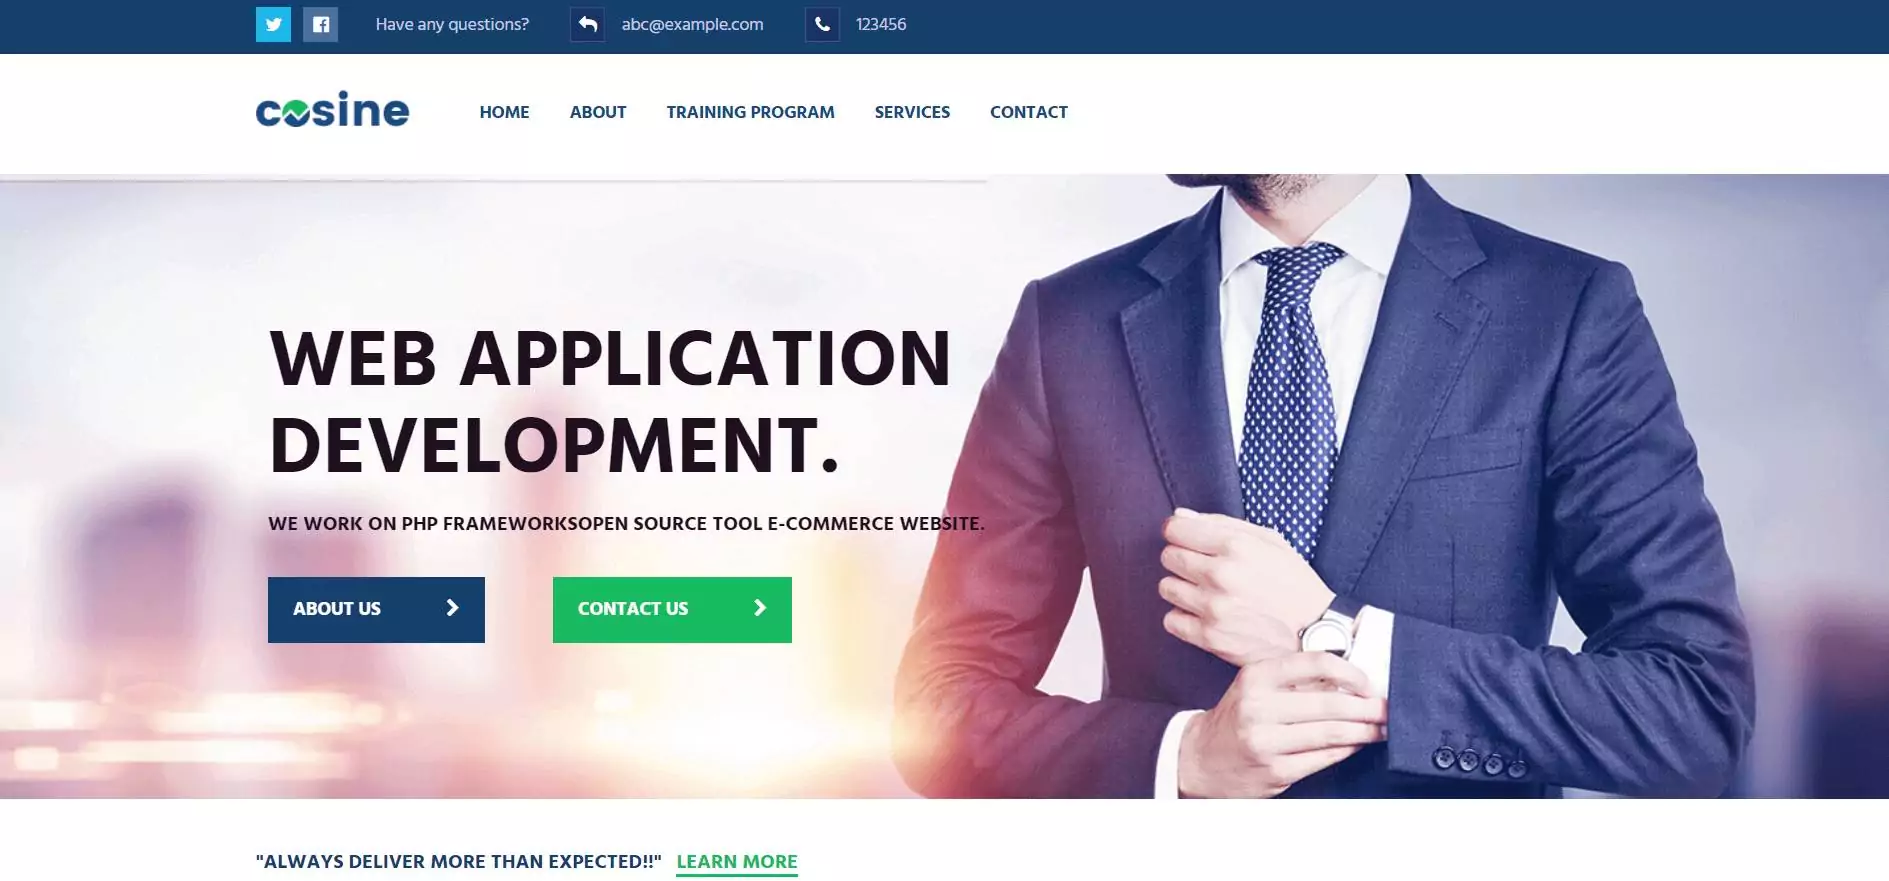 Have any questions? abc@example.com 123456
cosine HOME ABOUT TRAINING PROGRAM SERVICES CONTACT
WEB APPLICATION
DEVELOPMENT.
WE WORK ON PHP FRAMEWORKSOPEN SOURCE TOOL E-COMMERCE WEBSITE.
ABOUT US CONTACT US
"ALWAYS DELIVER MORE THAN EXPECTED!!" LEARN MORE